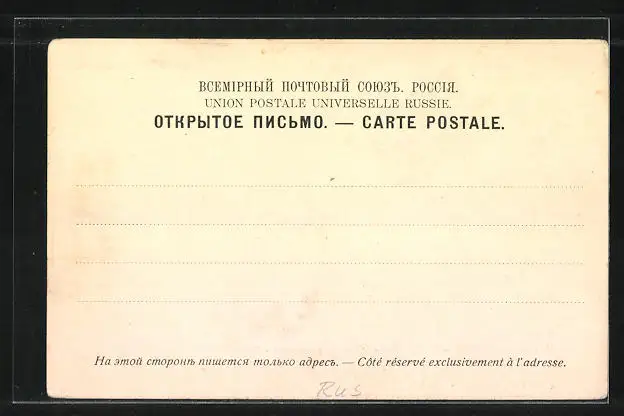 ВСЕМІРНЫЙ ПОЧТОВЫЙ СОЮЗЪ. РОССІЯ.
UNION POSTALE UNIVERSELLE RUSSIE.
ОТКРЫТОЕ ПИСЬМО. — CARTE POSTALE.
На этой сторонѣ пишется только адресъ. — Côté réservé exclusivement à l'adresse.
Rus